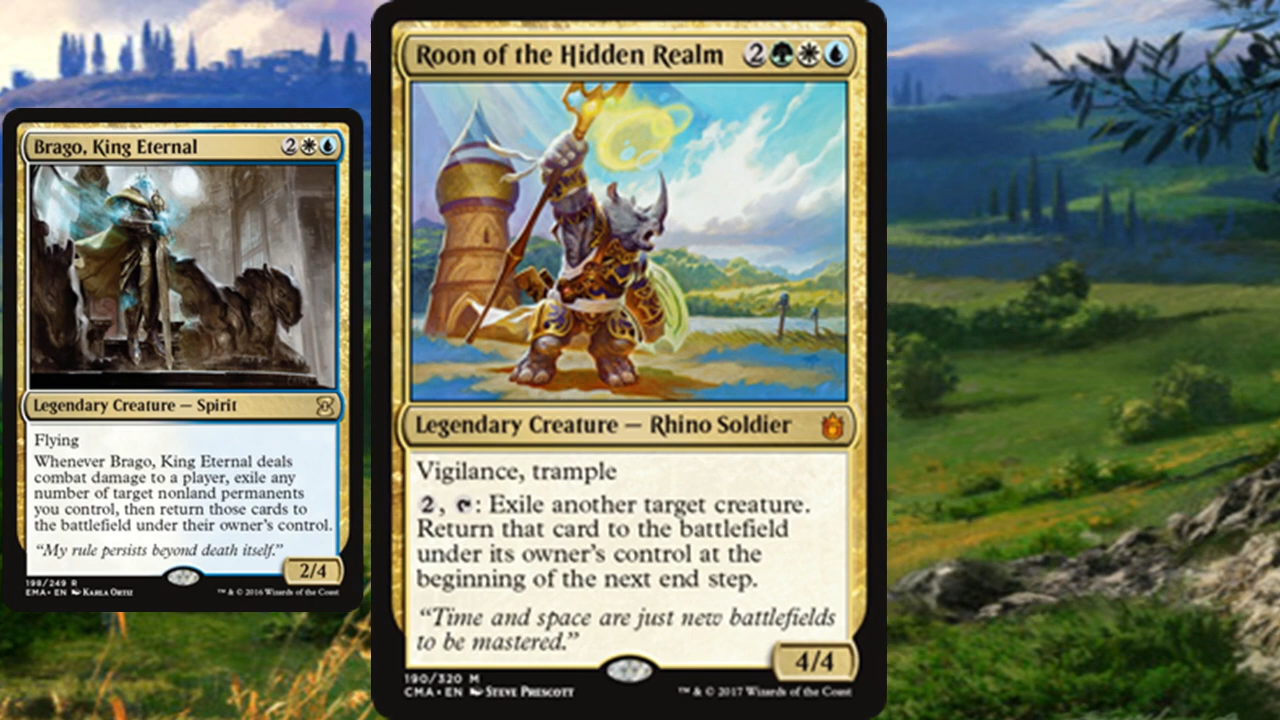 Brago, King Eternal 2
Legendary Creature — Spirit
Flying
Whenever Brago, King Eternal deals
combat damage to a player, exile any
number of target nonland permanents
you control, then return those cards to
the battlefield under their owner's control.
"My rule persists beyond death itself."
2/4
198/249 R
EMA • EN Karla Ortiz ™ & © 2016 Wizards of the Coast
Roon of the Hidden Realm 2
Legendary Creature — Rhino Soldier
Vigilance, trample
2, : Exile another target creature.
Return that card to the battlefield
under its owner's control at the
beginning of the next end step.
"Time and space are just new battlefields
to be mastered."
4/4
190/320 M
CMA • EN Steve Prescott ™ & © 2017 Wizards of the Coast